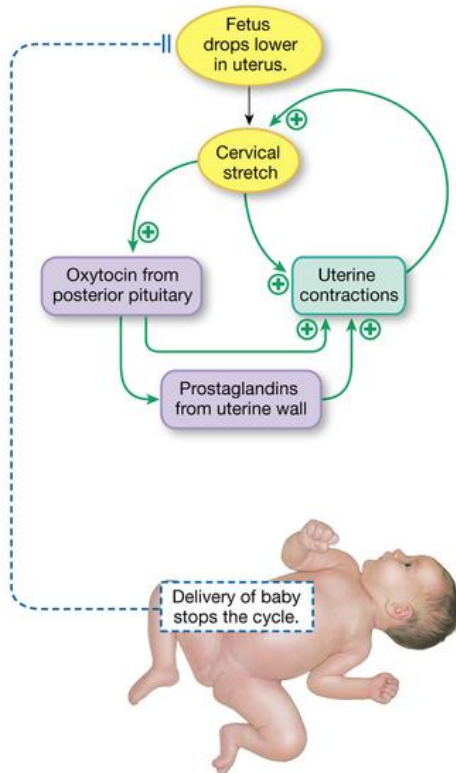 Fetus
drops lower
in uterus.
+
Cervical
stretch
+
+
Oxytocin from
posterior pituitary
Uterine
contractions
+
+
Prostaglandins
from uterine wall
Delivery of baby
stops the cycle.